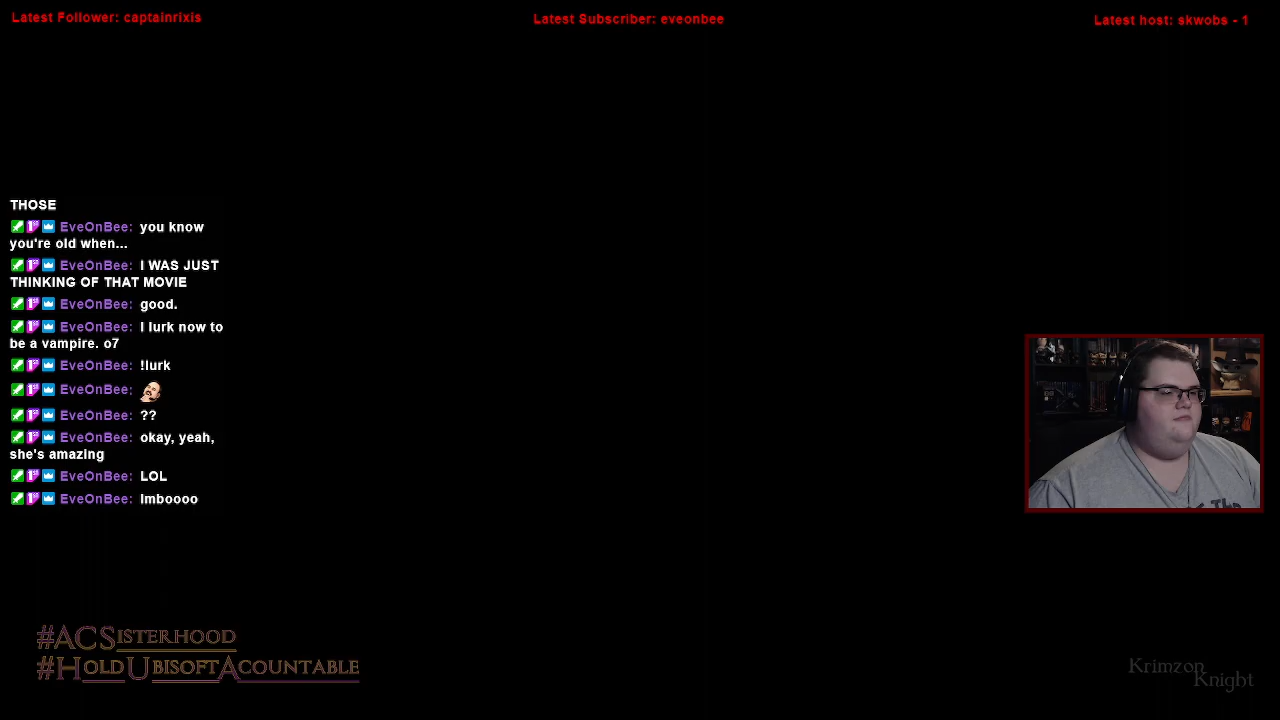 Latest Follower: captainrixis
Latest Subscriber: eveonbee
Latest host: skwobs - 1
THOSE
EveOnBee: you know
you're old when...
EveOnBee: I WAS JUST
THINKING OF THAT MOVIE
EveOnBee: good.
EveOnBee: I lurk now to
be a vampire. o7
EveOnBee: !lurk
EveOnBee:
EveOnBee: ??
EveOnBee: okay, yeah,
she's amazing
EveOnBee: LOL
EveOnBee: lmboooo
#ACSisterhood
#HoldUbisoftAcountable
Krimzon
Knight